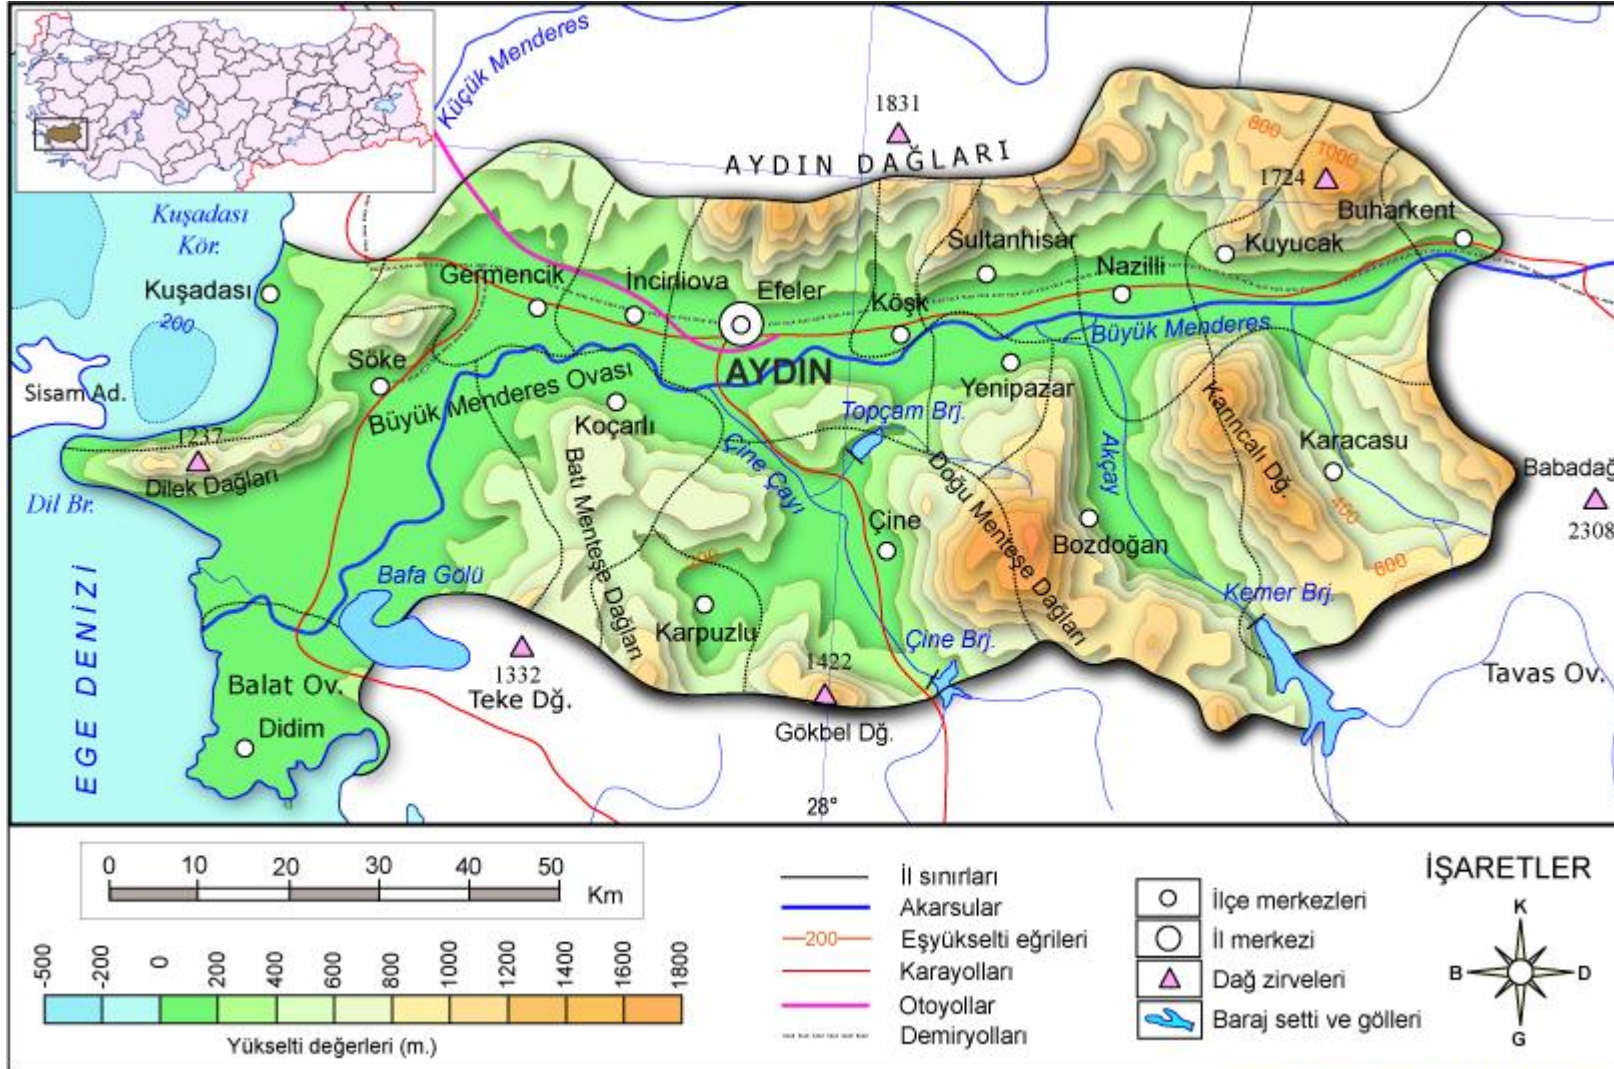 Küçük Menderes
1831
AYDIN DAĞLARI
800
1000
1724
Buharkent
Kuşadası
Kör.
Sultanhisar
Kuyucak
Germencik
İncirliova
Efeler
Nazilli
Kuşadası
Köşk
200
Büyük Menderes
Söke
AYDIN
Sisam Ad.
Büyük Menderes Ovası
Yenipazar
Karıncalı Dğ.
Koçarlı
Topçam Brj.
1237
Karacasu
Dilek Dağları
Batı Menteşe Dağları
Çine Çayı
Doğu Menteşe Dağları
Akçay
Babadağ
2308
Dil Br.
400
Çine
Bozdoğan
600
EGE DENİZİ
Bafa Gölü
Kemer Brj.
Karpuzlu
Çine Brj.
1422
1332
Teke Dğ.
Tavas Ov.
Balat Ov.
Didim
Gökbel Dğ.
28°
0 10 20 30 40 50
Km
-500 -200 0 200 400 600 800 1000 1200 1400 1600 1800
Yükselti değerleri (m.)
İl sınırları
Akarsular
200 Eşyükselti eğrileri
Karayolları
Otoyollar
Demiryolları
İŞARETLER
İlçe merkezleri
İl merkezi
Dağ zirveleri
Baraj setti ve gölleri
K
B D
G